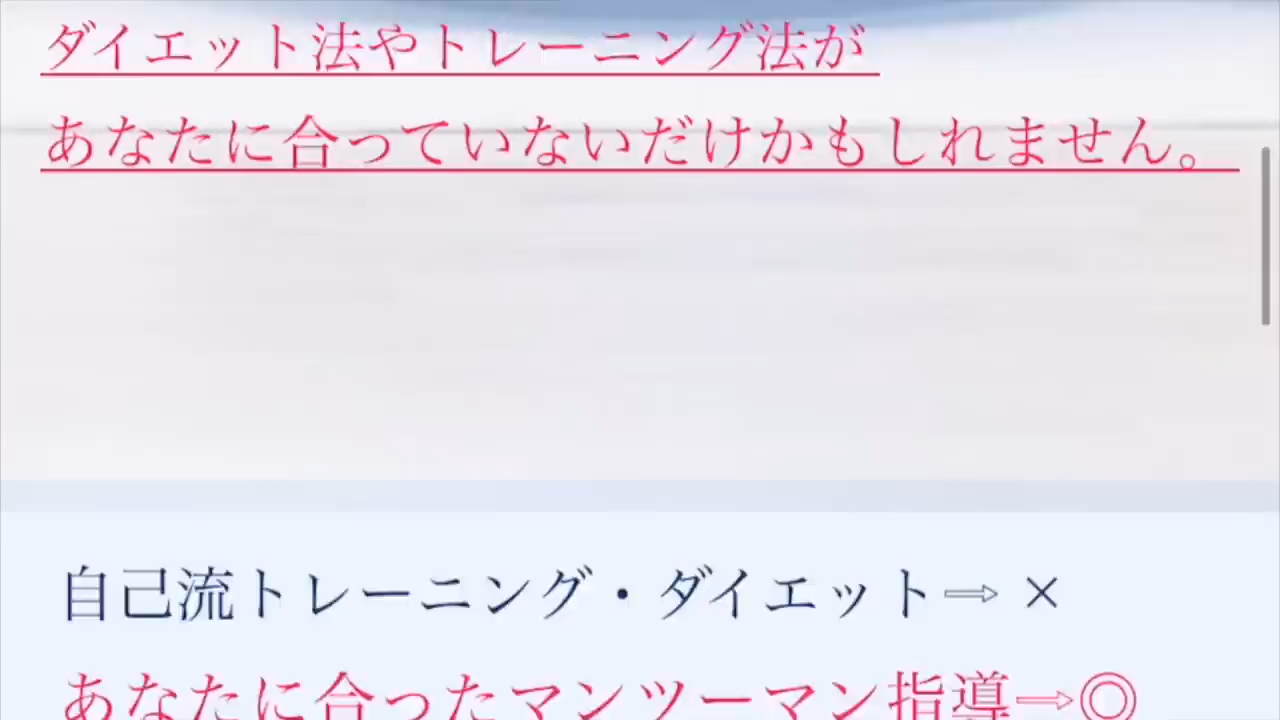 ダイエット法やトレーニング法が
あなたに合っていないだけかもしれません。
自己流トレーニング・ダイエット⇒ ×
あなたに合ったマンツーマン指導⇒◎